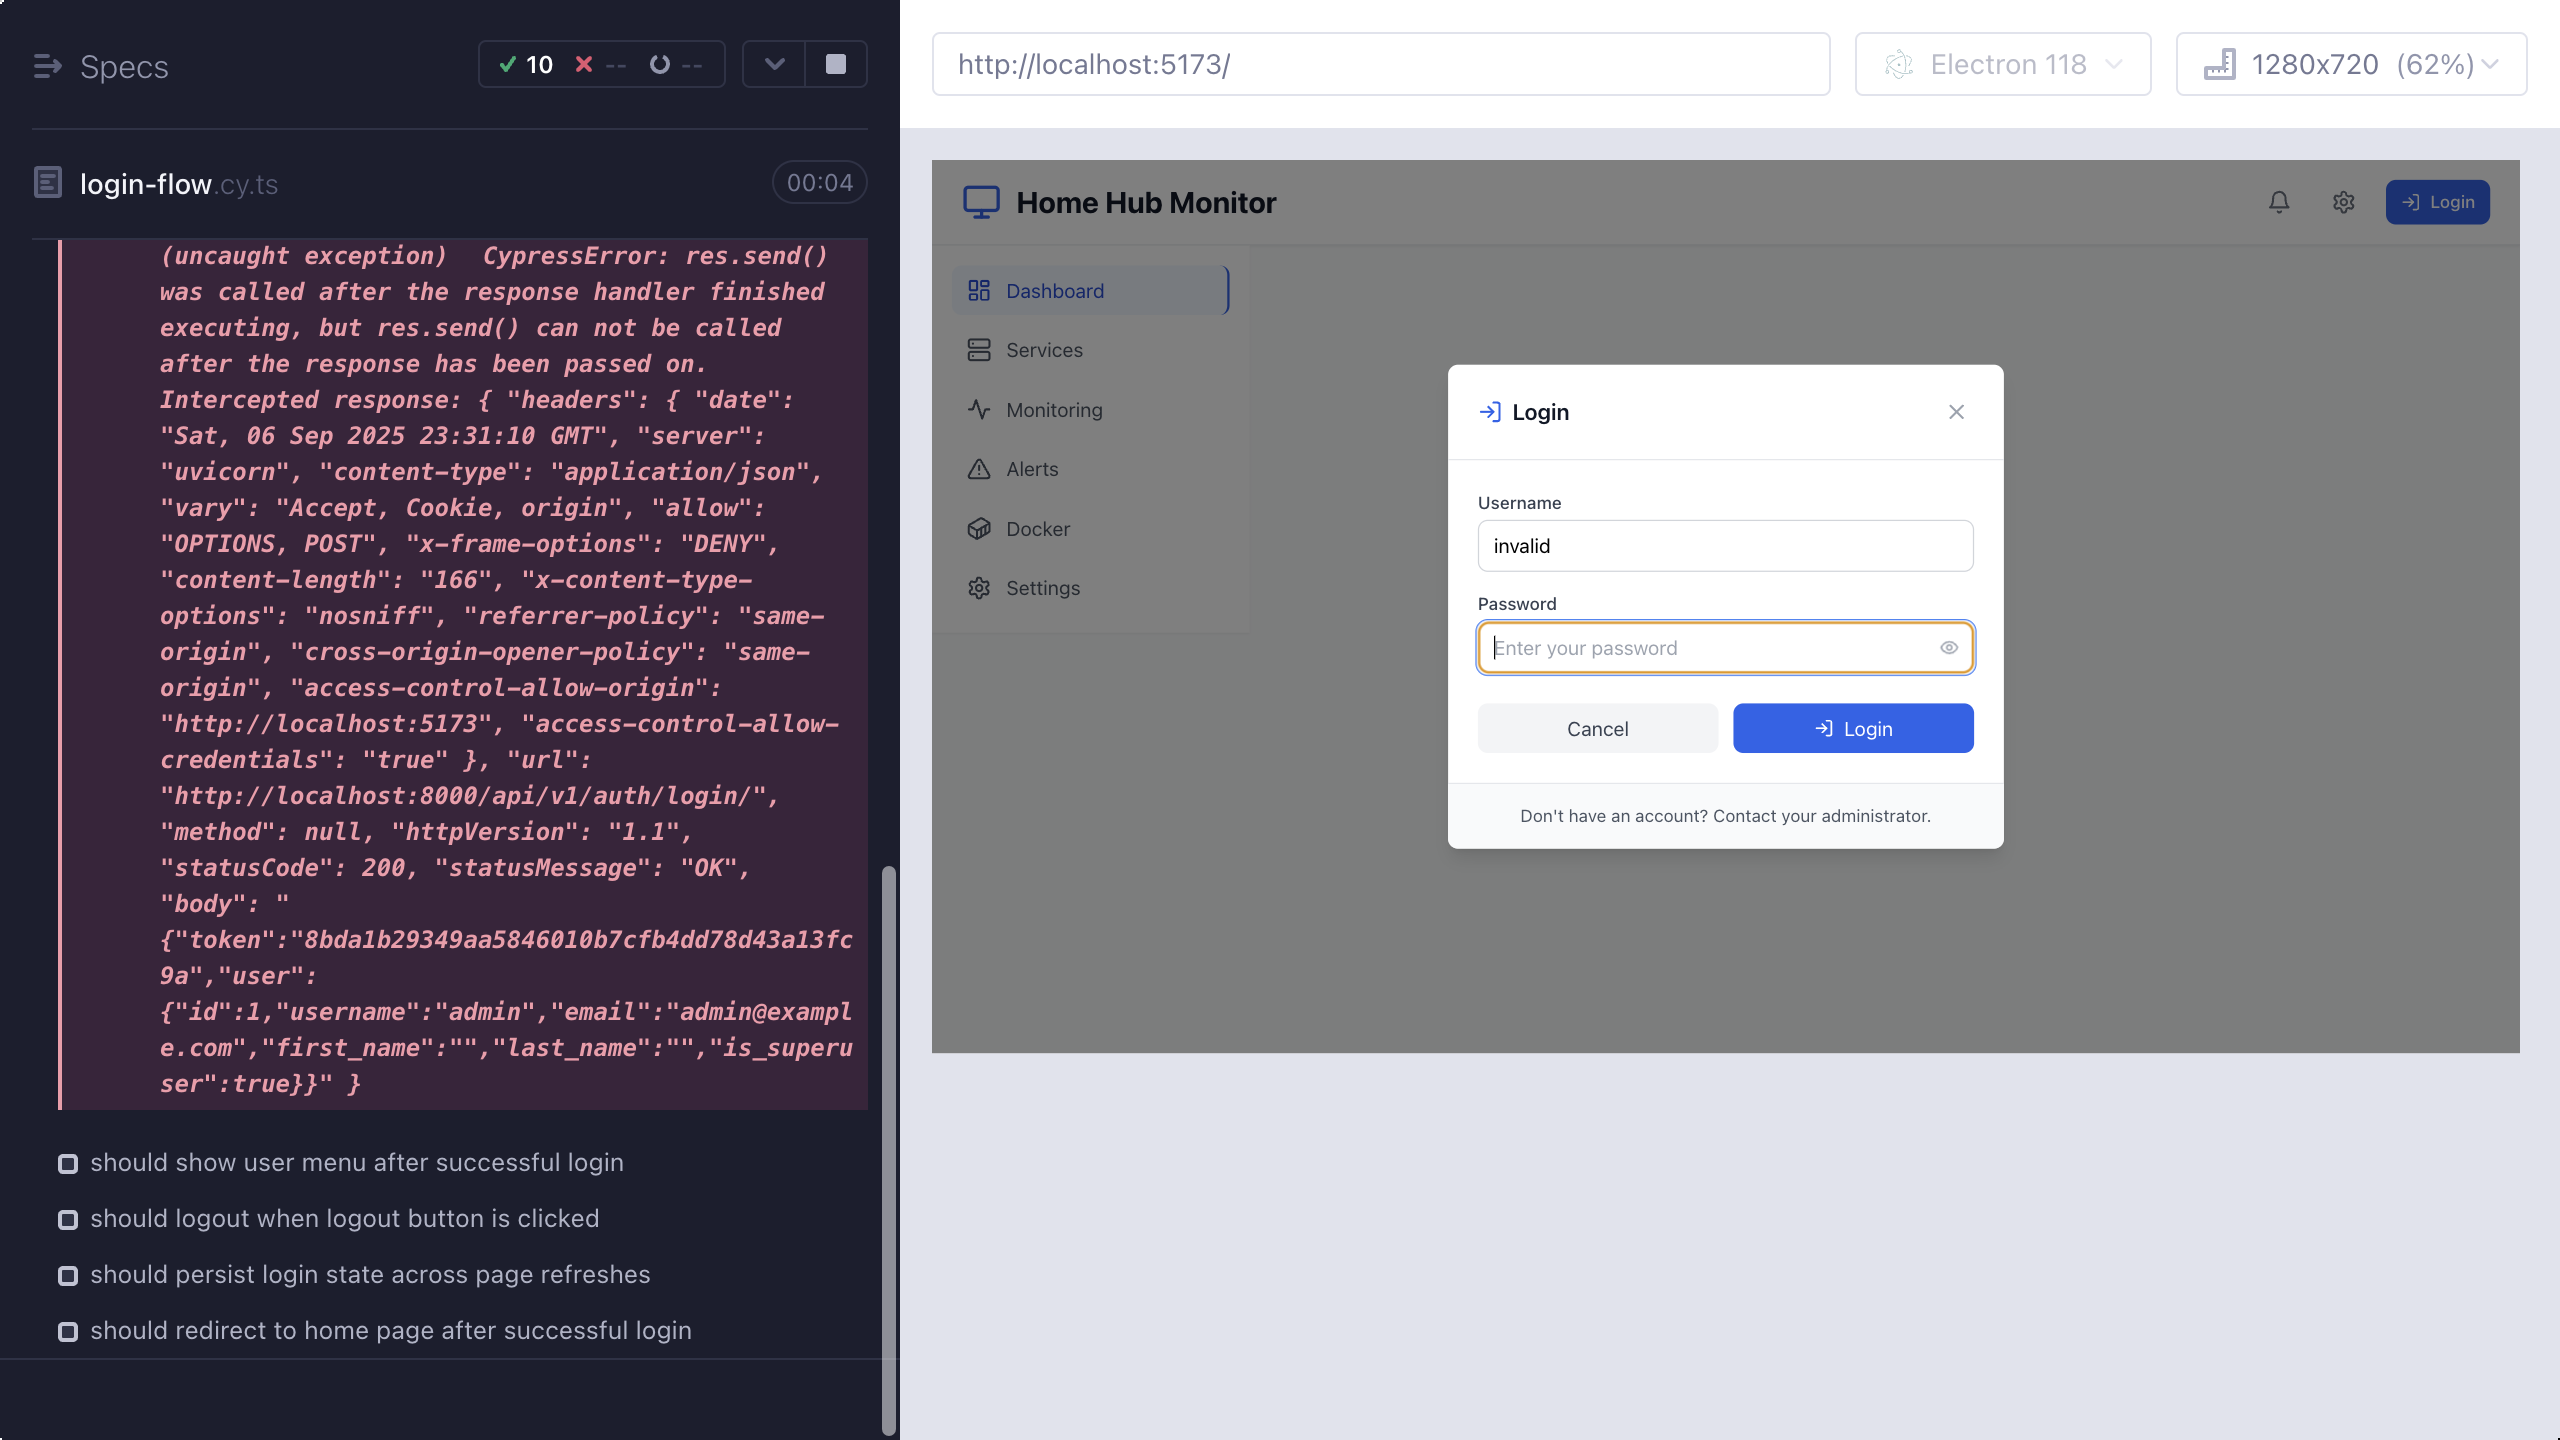 Specs
10 -- --
login-flow.cy.ts
00:04
(uncaught exception) CypressError: res.send()
was called after the response handler finished
executing, but res.send() can not be called
after the response has been passed on.
Intercepted response: { "headers": { "date":
"Sat, 06 Sep 2025 23:31:10 GMT", "server":
"uvicorn", "content-type": "application/json",
"vary": "Accept, Cookie, origin", "allow":
"OPTIONS, POST", "x-frame-options": "DENY",
"content-length": "166", "x-content-type-
options": "nosniff", "referrer-policy": "same-
origin", "cross-origin-opener-policy": "same-
origin", "access-control-allow-origin":
"http://localhost:5173", "access-control-allow-
credentials": "true" }, "url":
"http://localhost:8000/api/v1/auth/login/",
"method": null, "httpVersion": "1.1",
"statusCode": 200, "statusMessage": "OK",
"body": "
{"token":"8bda1b29349aa5846010b7cfb4dd78d43a13fc
9a","user":
{"id":1,"username":"admin","email":"admin@exampl
e.com","first_name":"","last_name":"","is_superu
ser":true}}" }
should show user menu after successful login
should logout when logout button is clicked
should persist login state across page refreshes
should redirect to home page after successful login
http://localhost:5173/
Electron 118
1280x720 (62%)
Home Hub Monitor
Login
Dashboard
Services
Monitoring
Alerts
Docker
Settings
Login
Username
invalid
Password
Enter your password
Cancel
Login
Don't have an account? Contact your administrator.